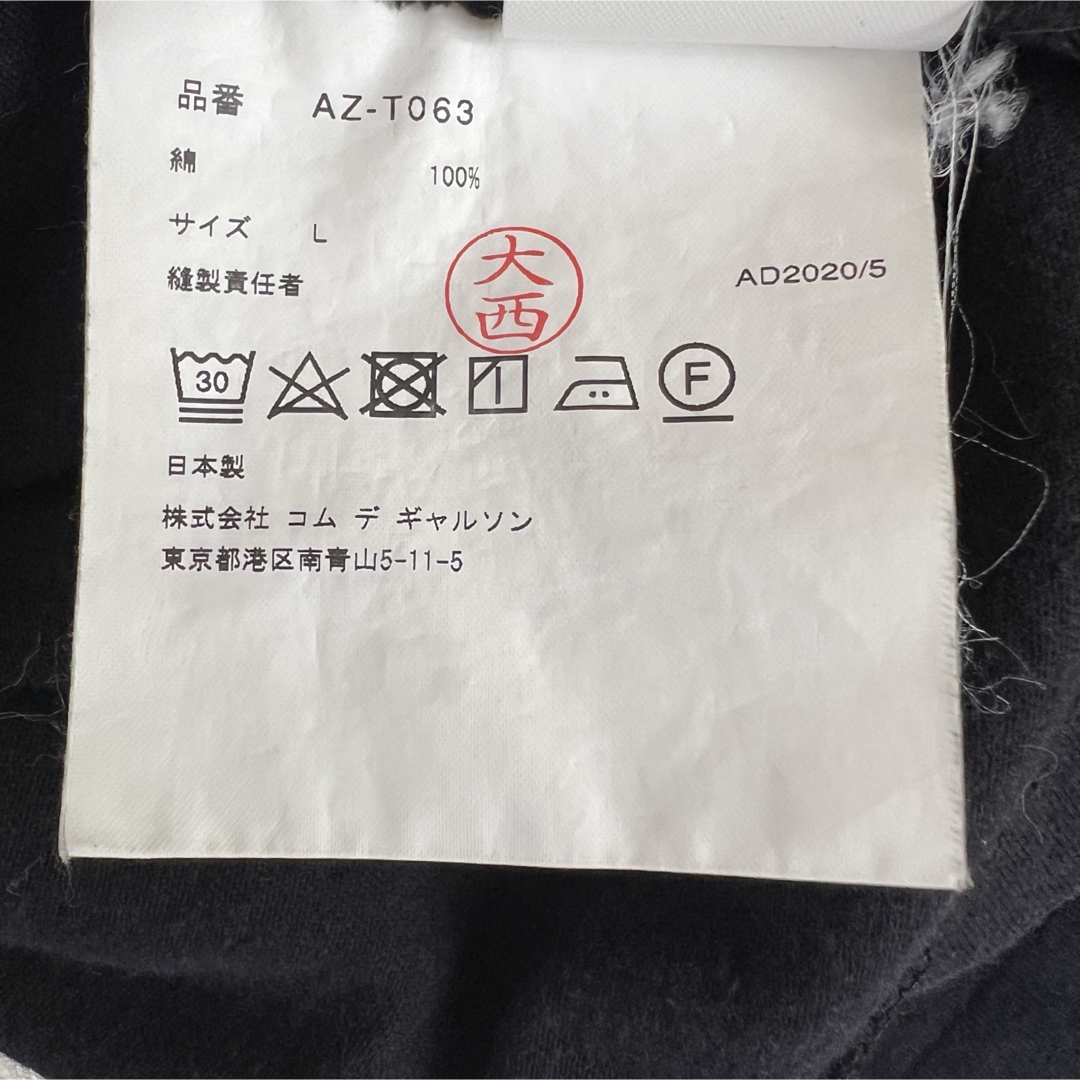 品番 AZ-T063
綿 100%
サイズ L
縫製責任者 大西 AD2020/5
30 F
日本製
株式会社 コム デ ギャルソン
東京都港区南青山5-11-5